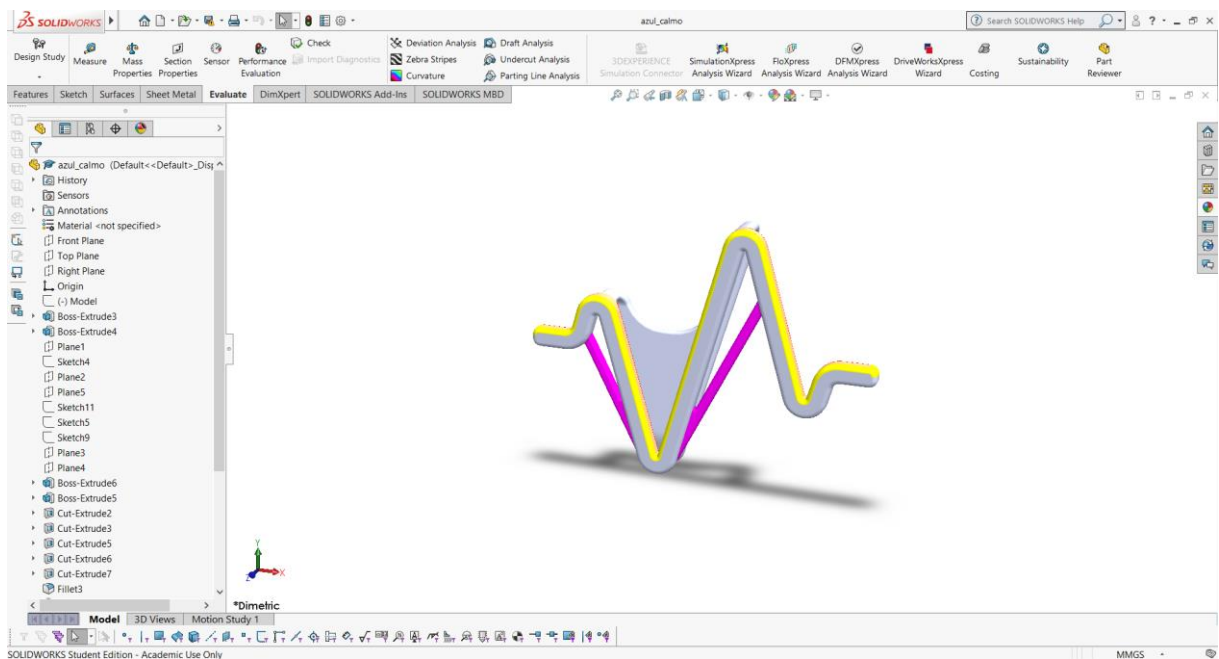 SOLIDWORKS
azul_calmo
Search SOLIDWORKS Help
Design Study
Measure
Mass Properties
Section Properties
Sensor
Performance Evaluation
Check
Import Diagnostics
Deviation Analysis
Zebra Stripes
Curvature
Draft Analysis
Undercut Analysis
Parting Line Analysis
3DEXPERIENCE Simulation Connector
SimulationXpress Analysis Wizard
FloXpress Analysis Wizard
DFMXpress Analysis Wizard
DriveWorksXpress Wizard
Costing
Sustainability
Part Reviewer
Features Sketch Surfaces Sheet Metal Evaluate DimXpert SOLIDWORKS Add-Ins SOLIDWORKS MBD
azul_calmo (Default<<Default>_Disp
History
Sensors
Annotations
Material <not specified>
Front Plane
Top Plane
Right Plane
Origin
(-) Model
Boss-Extrude3
Boss-Extrude4
Plane1
Sketch4
Plane2
Plane5
Sketch11
Sketch5
Sketch9
Plane3
Plane4
Boss-Extrude6
Boss-Extrude5
Cut-Extrude2
Cut-Extrude3
Cut-Extrude5
Cut-Extrude6
Cut-Extrude7
Fillet3
Y
X
Z
*Dimetric
Model 3D Views Motion Study 1
SOLIDWORKS Student Edition - Academic Use Only
MMGS